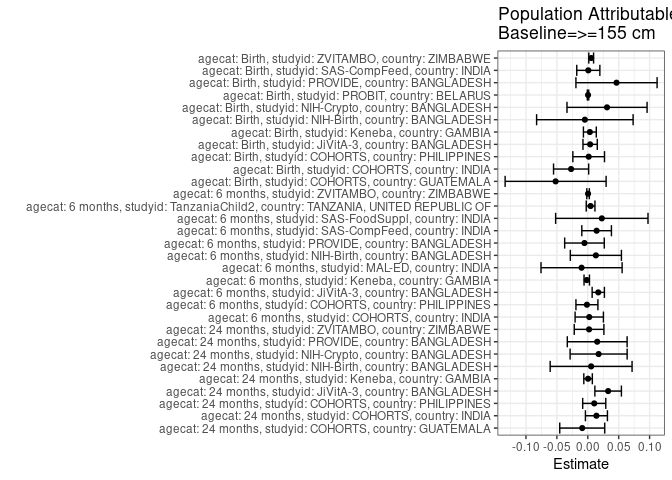 Population Attributable
Baseline=>=155 cm
agecat: Birth, studyid: ZVITAMBO, country: ZIMBABWE
agecat: Birth, studyid: SAS-CompFeed, country: INDIA
agecat: Birth, studyid: PROVIDE, country: BANGLADESH
agecat: Birth, studyid: PROBIT, country: BELARUS
agecat: Birth, studyid: NIH-Crypto, country: BANGLADESH
agecat: Birth, studyid: NIH-Birth, country: BANGLADESH
agecat: Birth, studyid: Keneba, country: GAMBIA
agecat: Birth, studyid: JiVitA-3, country: BANGLADESH
agecat: Birth, studyid: COHORTS, country: PHILIPPINES
agecat: Birth, studyid: COHORTS, country: INDIA
agecat: Birth, studyid: COHORTS, country: GUATEMALA
agecat: 6 months, studyid: ZVITAMBO, country: ZIMBABWE
agecat: 6 months, studyid: TanzaniaChild2, country: TANZANIA, UNITED REPUBLIC OF
agecat: 6 months, studyid: SAS-FoodSuppl, country: INDIA
agecat: 6 months, studyid: SAS-CompFeed, country: INDIA
agecat: 6 months, studyid: PROVIDE, country: BANGLADESH
agecat: 6 months, studyid: NIH-Birth, country: BANGLADESH
agecat: 6 months, studyid: MAL-ED, country: INDIA
agecat: 6 months, studyid: Keneba, country: GAMBIA
agecat: 6 months, studyid: JiVitA-3, country: BANGLADESH
agecat: 6 months, studyid: COHORTS, country: PHILIPPINES
agecat: 6 months, studyid: COHORTS, country: INDIA
agecat: 24 months, studyid: ZVITAMBO, country: ZIMBABWE
agecat: 24 months, studyid: PROVIDE, country: BANGLADESH
agecat: 24 months, studyid: NIH-Crypto, country: BANGLADESH
agecat: 24 months, studyid: NIH-Birth, country: BANGLADESH
agecat: 24 months, studyid: Keneba, country: GAMBIA
agecat: 24 months, studyid: JiVitA-3, country: BANGLADESH
agecat: 24 months, studyid: COHORTS, country: PHILIPPINES
agecat: 24 months, studyid: COHORTS, country: INDIA
agecat: 24 months, studyid: COHORTS, country: GUATEMALA
-0.10 -0.05 0.00 0.05 0.10
Estimate